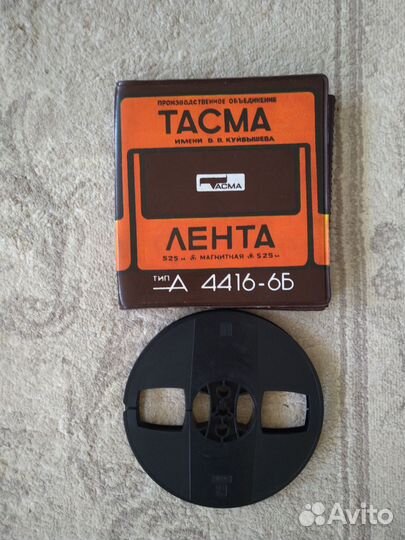 ПРОИЗВОДСТВЕННОЕ ОБЪЕДИНЕНИЕ
ТАСМА
ИМЕНИ В. В. КУЙБЫШЕВА
ТАСМА
ЛЕНТА
525 м МАГНИТНАЯ 525 м
ТИП А 4416-6Б
Avito